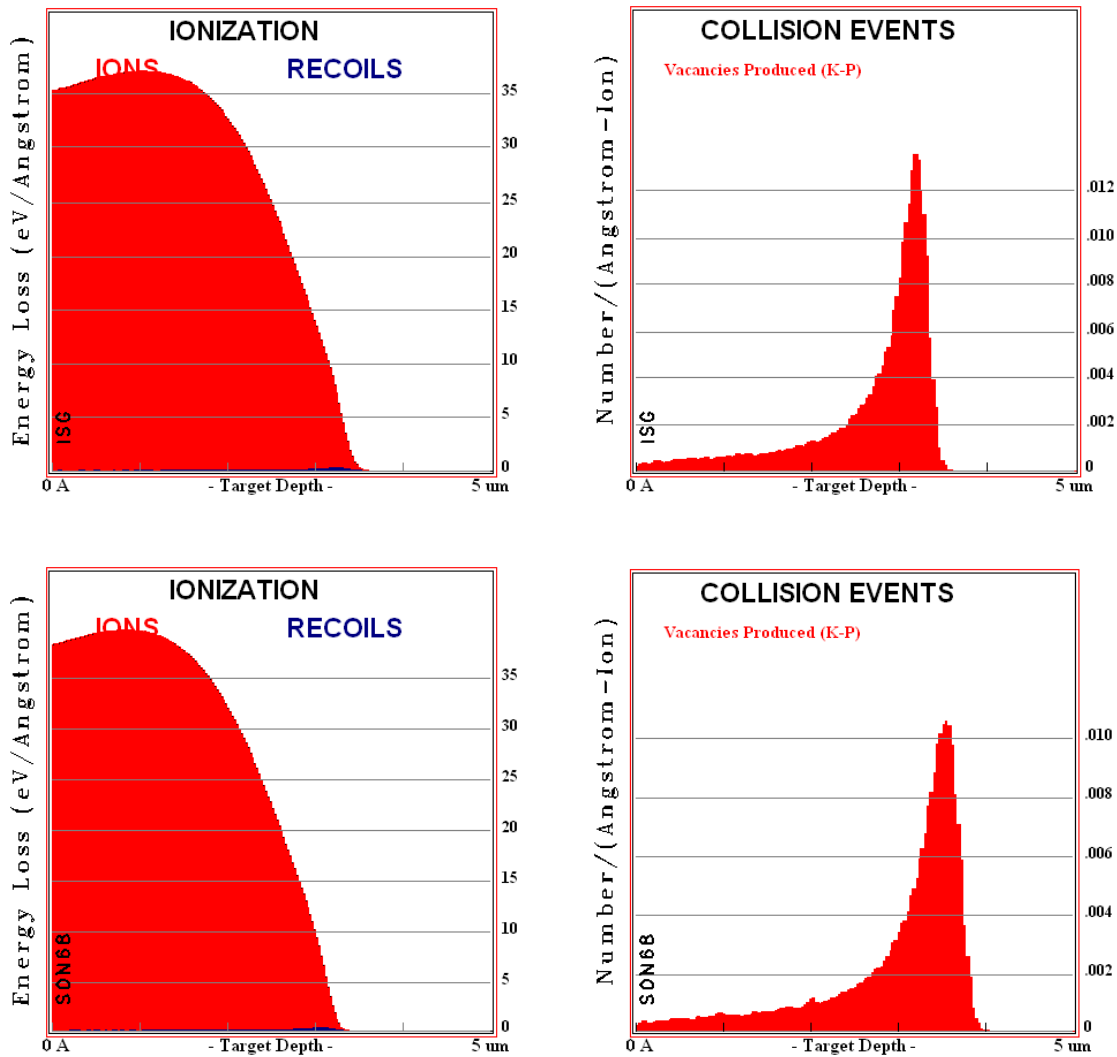 IONIZATION
IONS RECOILS
Energy Loss (eV/Angstrom)
35
30
25
20
15
10
5
0
ISG
0 A - Target Depth - 5 um
COLLISION EVENTS
Vacancies Produced (K-P)
Number/(Angstrom-Ion)
.012
.010
.008
.006
.004
.002
0
ISG
0 A - Target Depth - 5 um
IONIZATION
IONS RECOILS
Energy Loss (eV/Angstrom)
35
30
25
20
15
10
5
0
SON6B
0 A - Target Depth - 5 um
COLLISION EVENTS
Vacancies Produced (K-P)
Number/(Angstrom-Ion)
.010
.008
.006
.004
.002
0
SON6B
0 A - Target Depth - 5 um